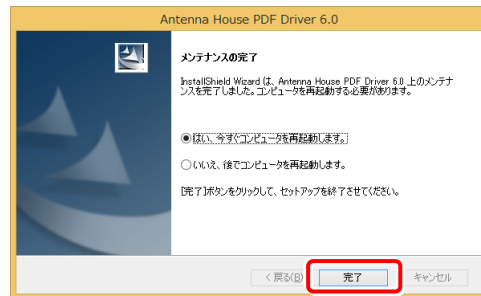 Antenna House PDF Driver 6.0
メンテナンスの完了
InstallShield Wizard は、Antenna House PDF Driver 6.0 上のメンテナ
ンスを完了しました。コンピュータを再起動する必要があります。
はい、今すぐコンピュータを再起動します。
いいえ、後でコンピュータを再起動します。
[完了]ボタンをクリックして、セットアップを終了させてください。
< 戻る(B)
完了
キャンセル